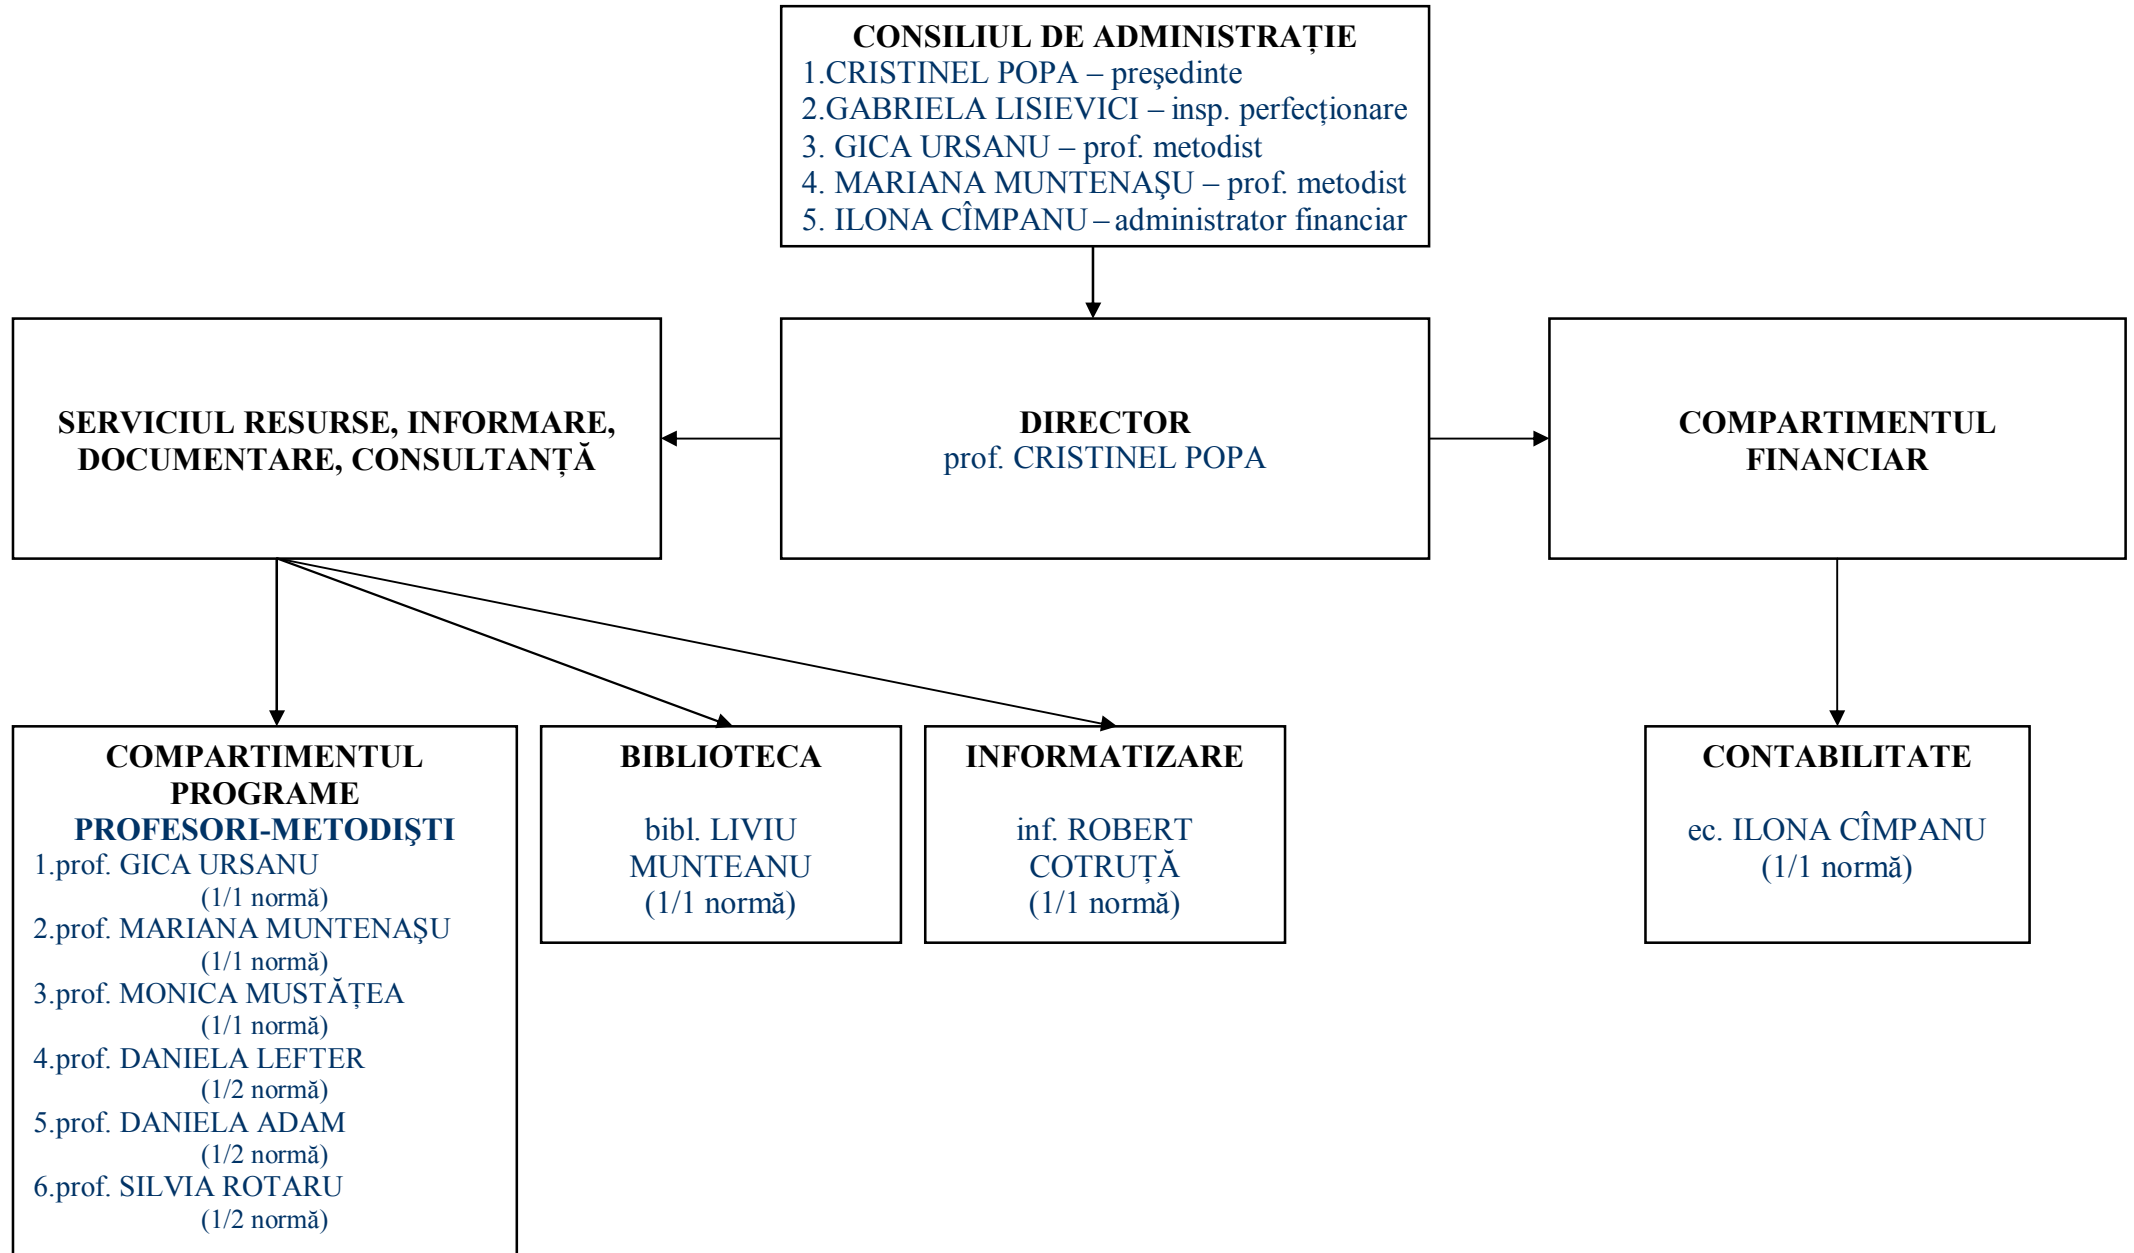 CONSILIUL DE ADMINISTRAȚIE
1.CRISTINEL POPA – preşedinte
2.GABRIELA LISIEVICI – insp. perfecționare
3. GICA URSANU – prof. metodist
4. MARIANA MUNTENAŞU – prof. metodist
5. ILONA CÎMPANU – administrator financiar
SERVICIUL RESURSE, INFORMARE,
DOCUMENTARE, CONSULTANȚĂ
DIRECTOR
prof. CRISTINEL POPA
COMPARTIMENTUL
FINANCIAR
COMPARTIMENTUL
PROGRAME
PROFESORI-METODIŞTI
1.prof. GICA URSANU
(1/1 normă)
2.prof. MARIANA MUNTENAŞU
(1/1 normă)
3.prof. MONICA MUSTĂȚEA
(1/1 normă)
4.prof. DANIELA LEFTER
(1/2 normă)
5.prof. DANIELA ADAM
(1/2 normă)
6.prof. SILVIA ROTARU
(1/2 normă)
BIBLIOTECA
bibl. LIVIU
MUNTEANU
(1/1 normă)
INFORMATIZARE
inf. ROBERT
COTRUȚĂ
(1/1 normă)
CONTABILITATE
ec. ILONA CÎMPANU
(1/1 normă)